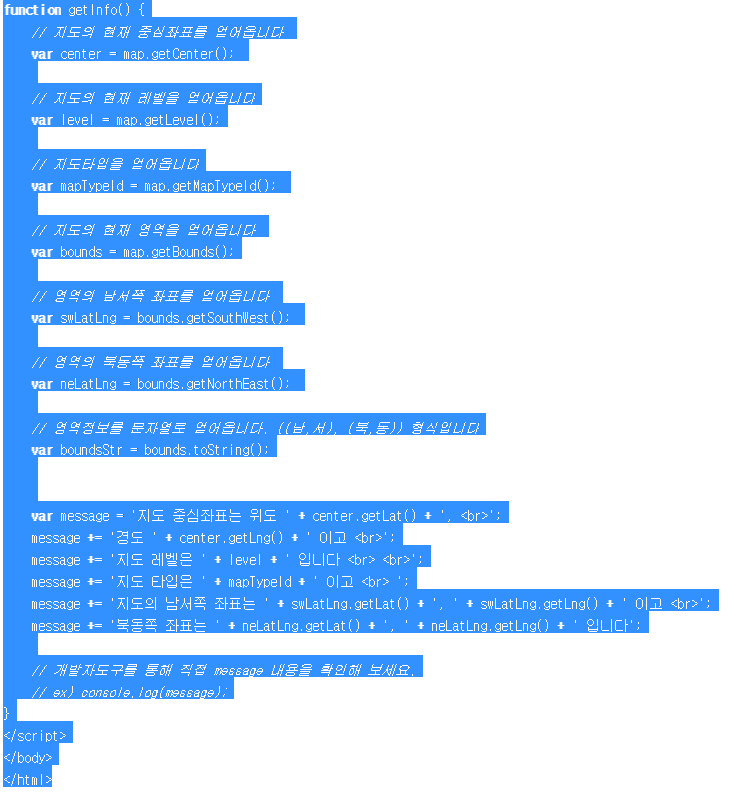 function getInfo() {
// 지도의 현재 중심좌표를 얻어옵니다
var center = map.getCenter();
// 지도의 현재 레벨을 얻어옵니다
var level = map.getLevel();
// 지도타입을 얻어옵니다
var mapTypeId = map.getMapTypeId();
// 지도의 현재 영역을 얻어옵니다
var bounds = map.getBounds();
// 영역의 남서쪽 좌표를 얻어옵니다
var swLatLng = bounds.getSouthWest();
// 영역의 북동쪽 좌표를 얻어옵니다
var neLatLng = bounds.getNorthEast();
// 영역정보를 문자열로 얻어옵니다. ((남,서), (북,동)) 형식입니다
var boundsStr = bounds.toString();
var message = '지도 중심좌표는 위도 ' + center.getLat() + ', <br>';
message += '경도 ' + center.getLng() + ' 이고 <br>';
message += '지도 레벨은 ' + level + ' 입니다 <br> <br>';
message += '지도 타입은 ' + mapTypeId + ' 이고 <br> ';
message += '지도의 남서쪽 좌표는 ' + swLatLng.getLat() + ', ' + swLatLng.getLng() + ' 이고 <br>';
message += '북동쪽 좌표는 ' + neLatLng.getLat() + ', ' + neLatLng.getLng() + ' 입니다';
// 개발자도구를 통해 직접 message 내용을 확인해 보세요.
// ex) console.log(message);
}
</script>
</body>
</html>